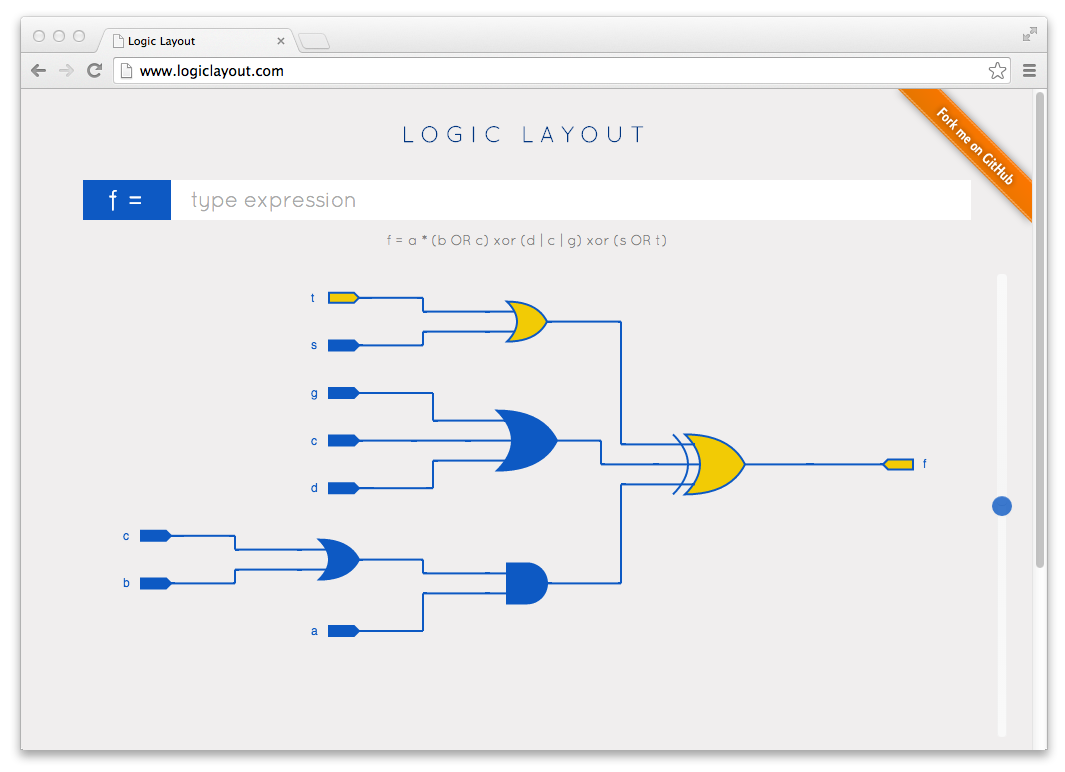 Logic Layout
www.logiclayout.com
Fork me on GitHub
LOGIC LAYOUT
f =
type expression
f = a * (b OR c) xor (d | c | g) xor (s OR t)
t
s
g
c
f
d
c
b
a